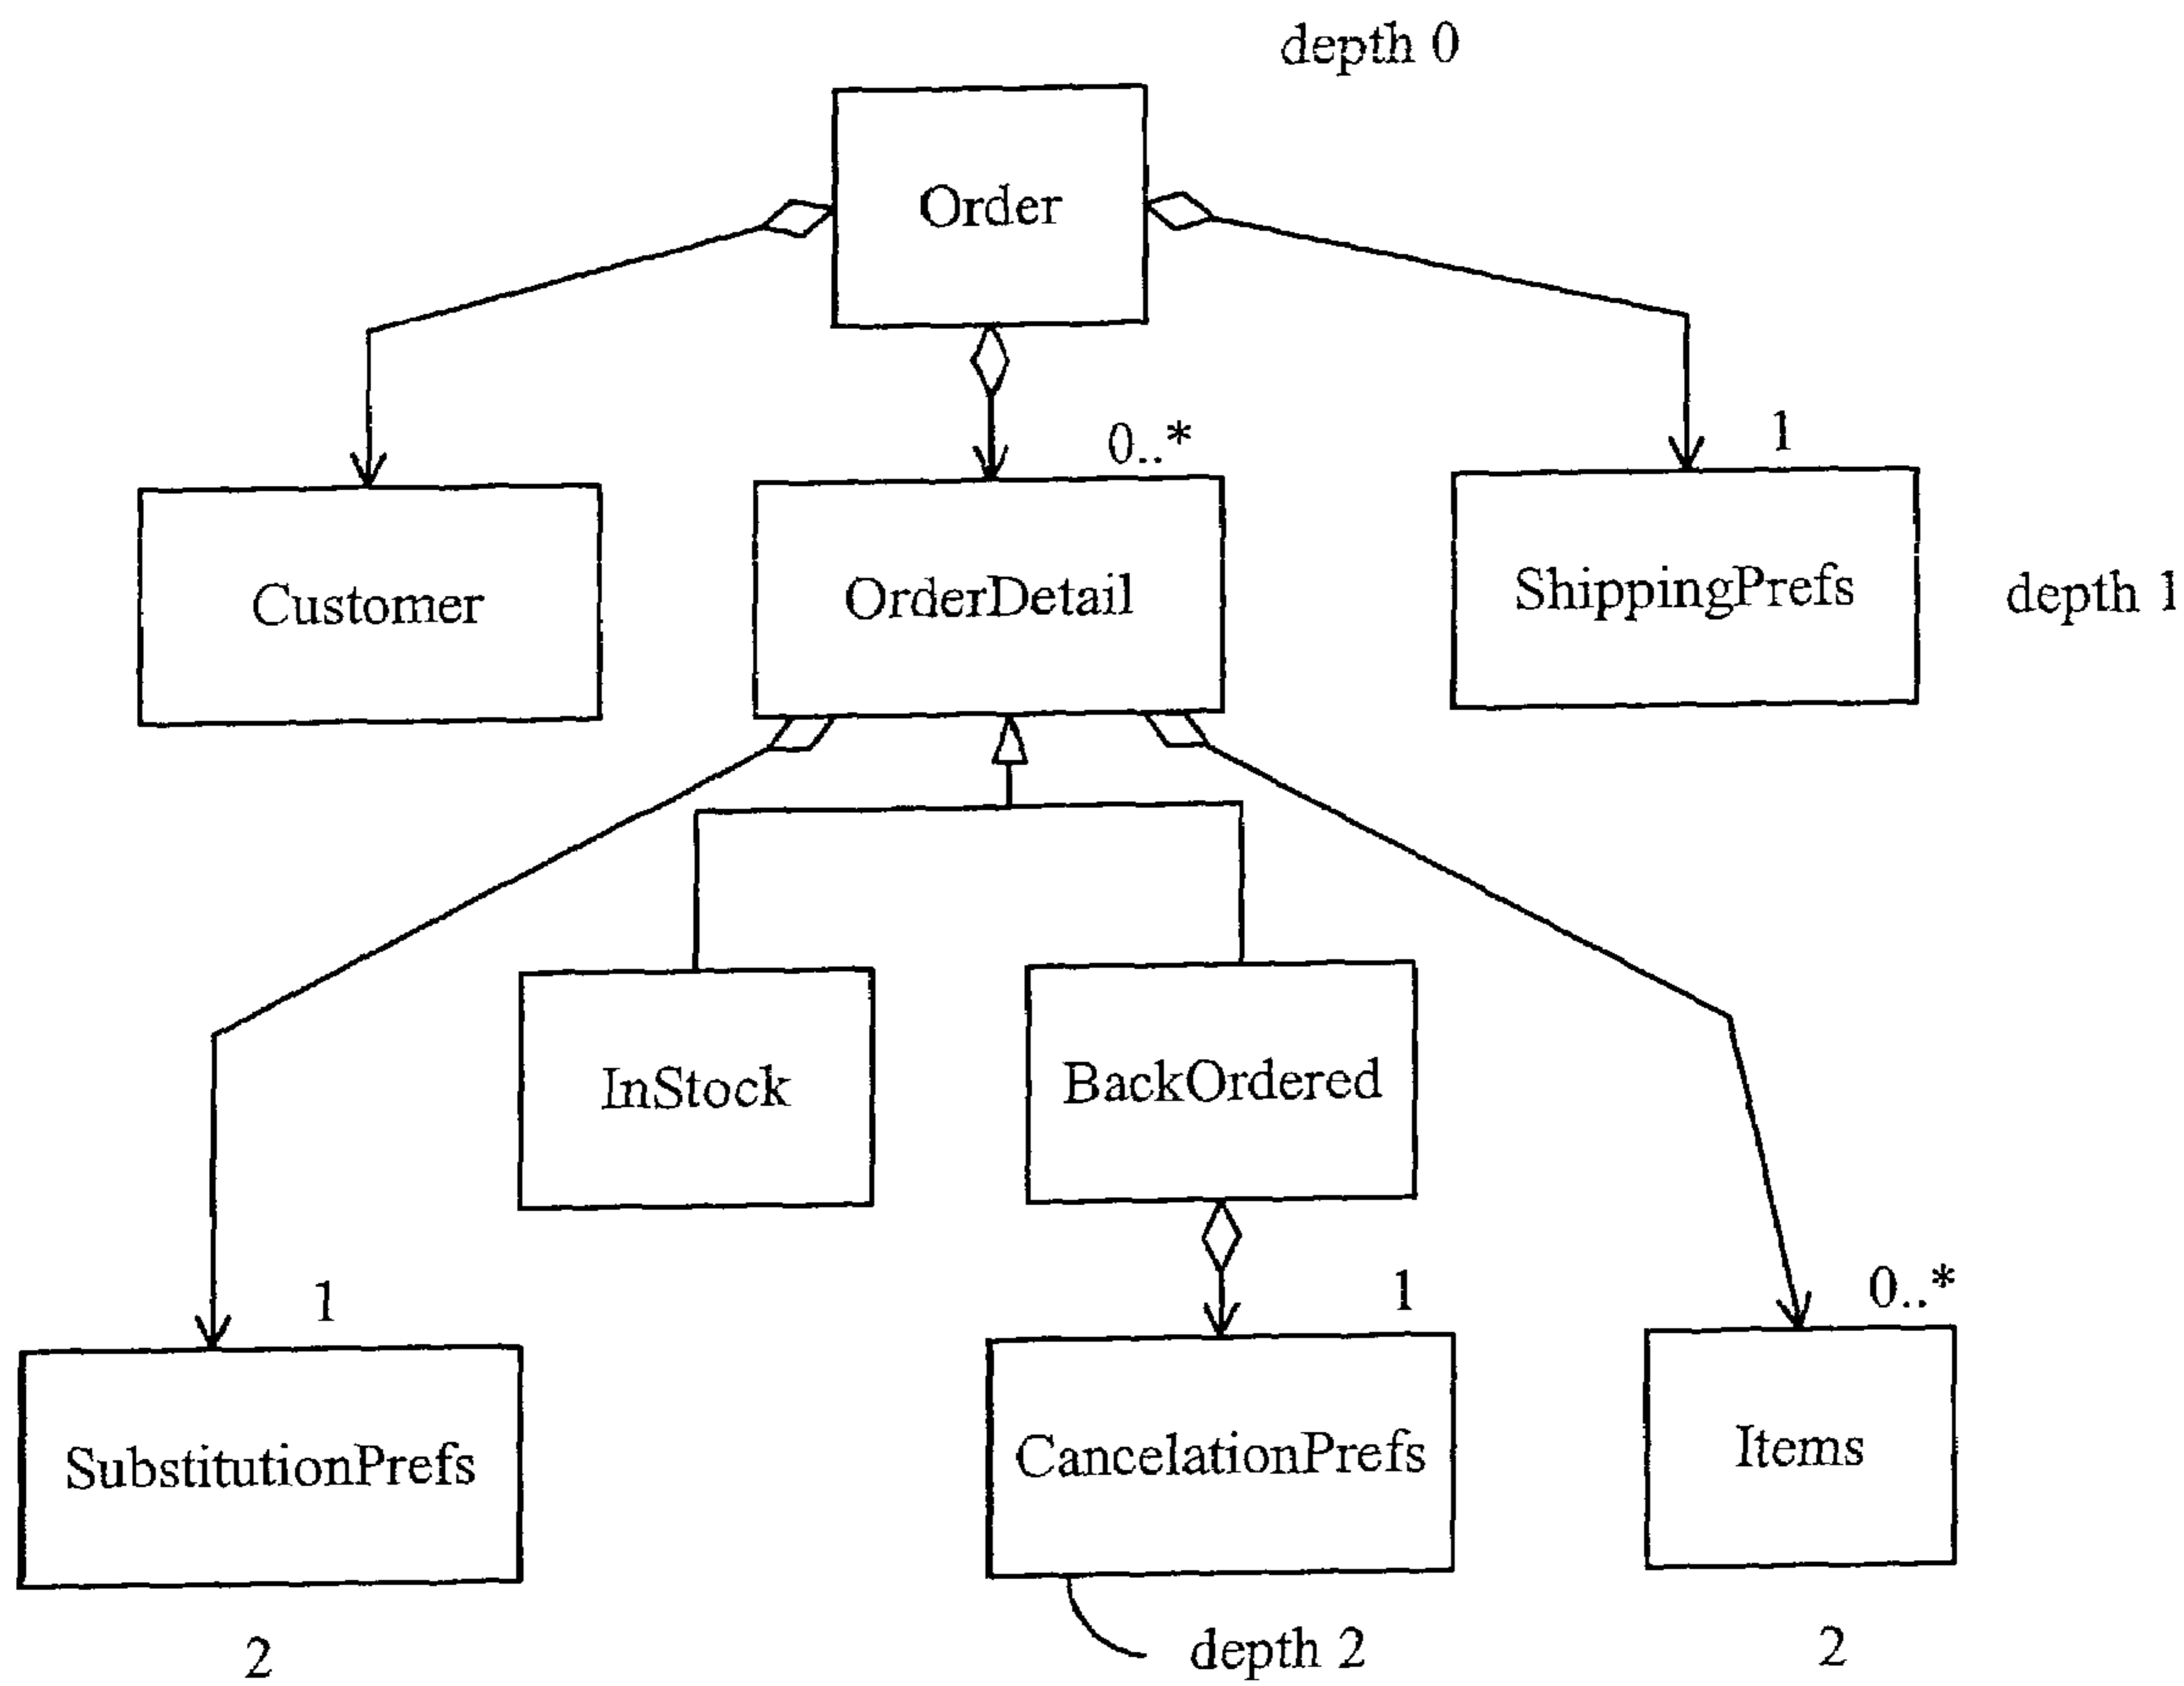 depth 0
Order
0..*
1
Customer
OrderDetail
ShippingPrefs
depth 1
InStock
BackOrdered
1
1
0..*
SubstitutionPrefs
CancelationPrefs
Items
2
depth 2
2